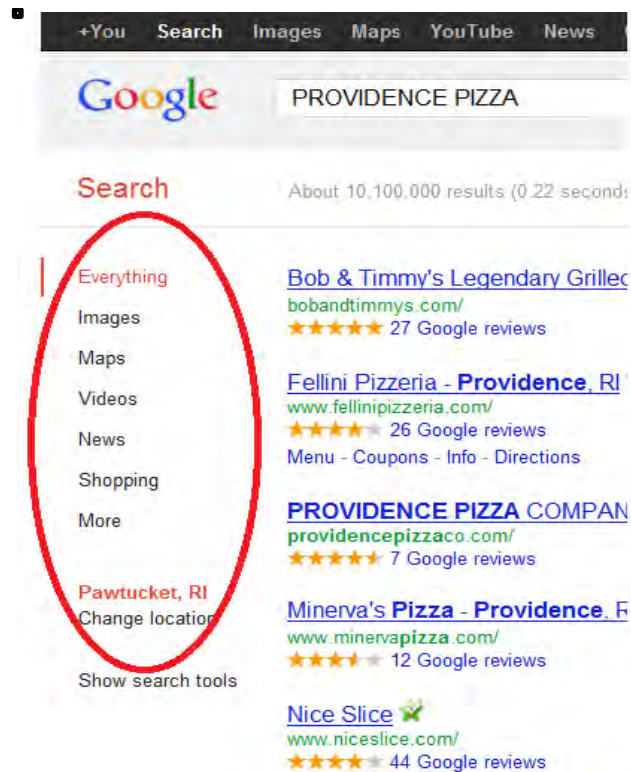 +You Search Images Maps YouTube News
Google PROVIDENCE PIZZA
Search About 10,100,000 results (0.22 seconds
Everything
Images
Maps
Videos
News
Shopping
More
Pawtucket, RI
Change location
Show search tools
Bob & Timmy's Legendary Grilled
bobandtimmys.com/
27 Google reviews
Fellini Pizzeria - Providence, RI
www.fellinipizzeria.com/
26 Google reviews
Menu - Coupons - Info - Directions
PROVIDENCE PIZZA COMPAN
providencepizzaco.com/
7 Google reviews
Minerva's Pizza - Providence, R
www.minervapizza.com/
12 Google reviews
Nice Slice
www.niceslice.com/
44 Google reviews